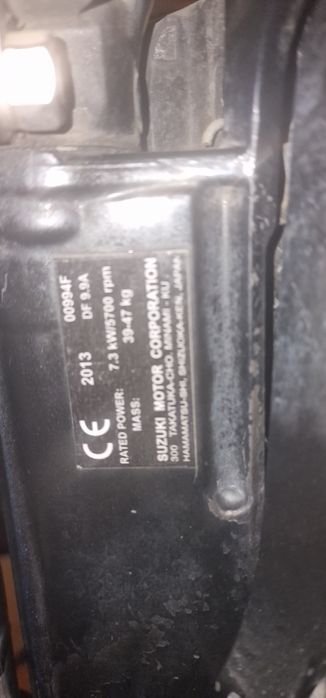 00994F
CE 2013 DF 9.9A
RATED POWER: 7.3 kW/5700 rpm
MASS: 39-47 kg
SUZUKI MOTOR CORPORATION
300 TAKATUKA-CHO, MINAMI-KU
HAMAMATSU-SHI, SHIZUOKA-KEN, JAPAN